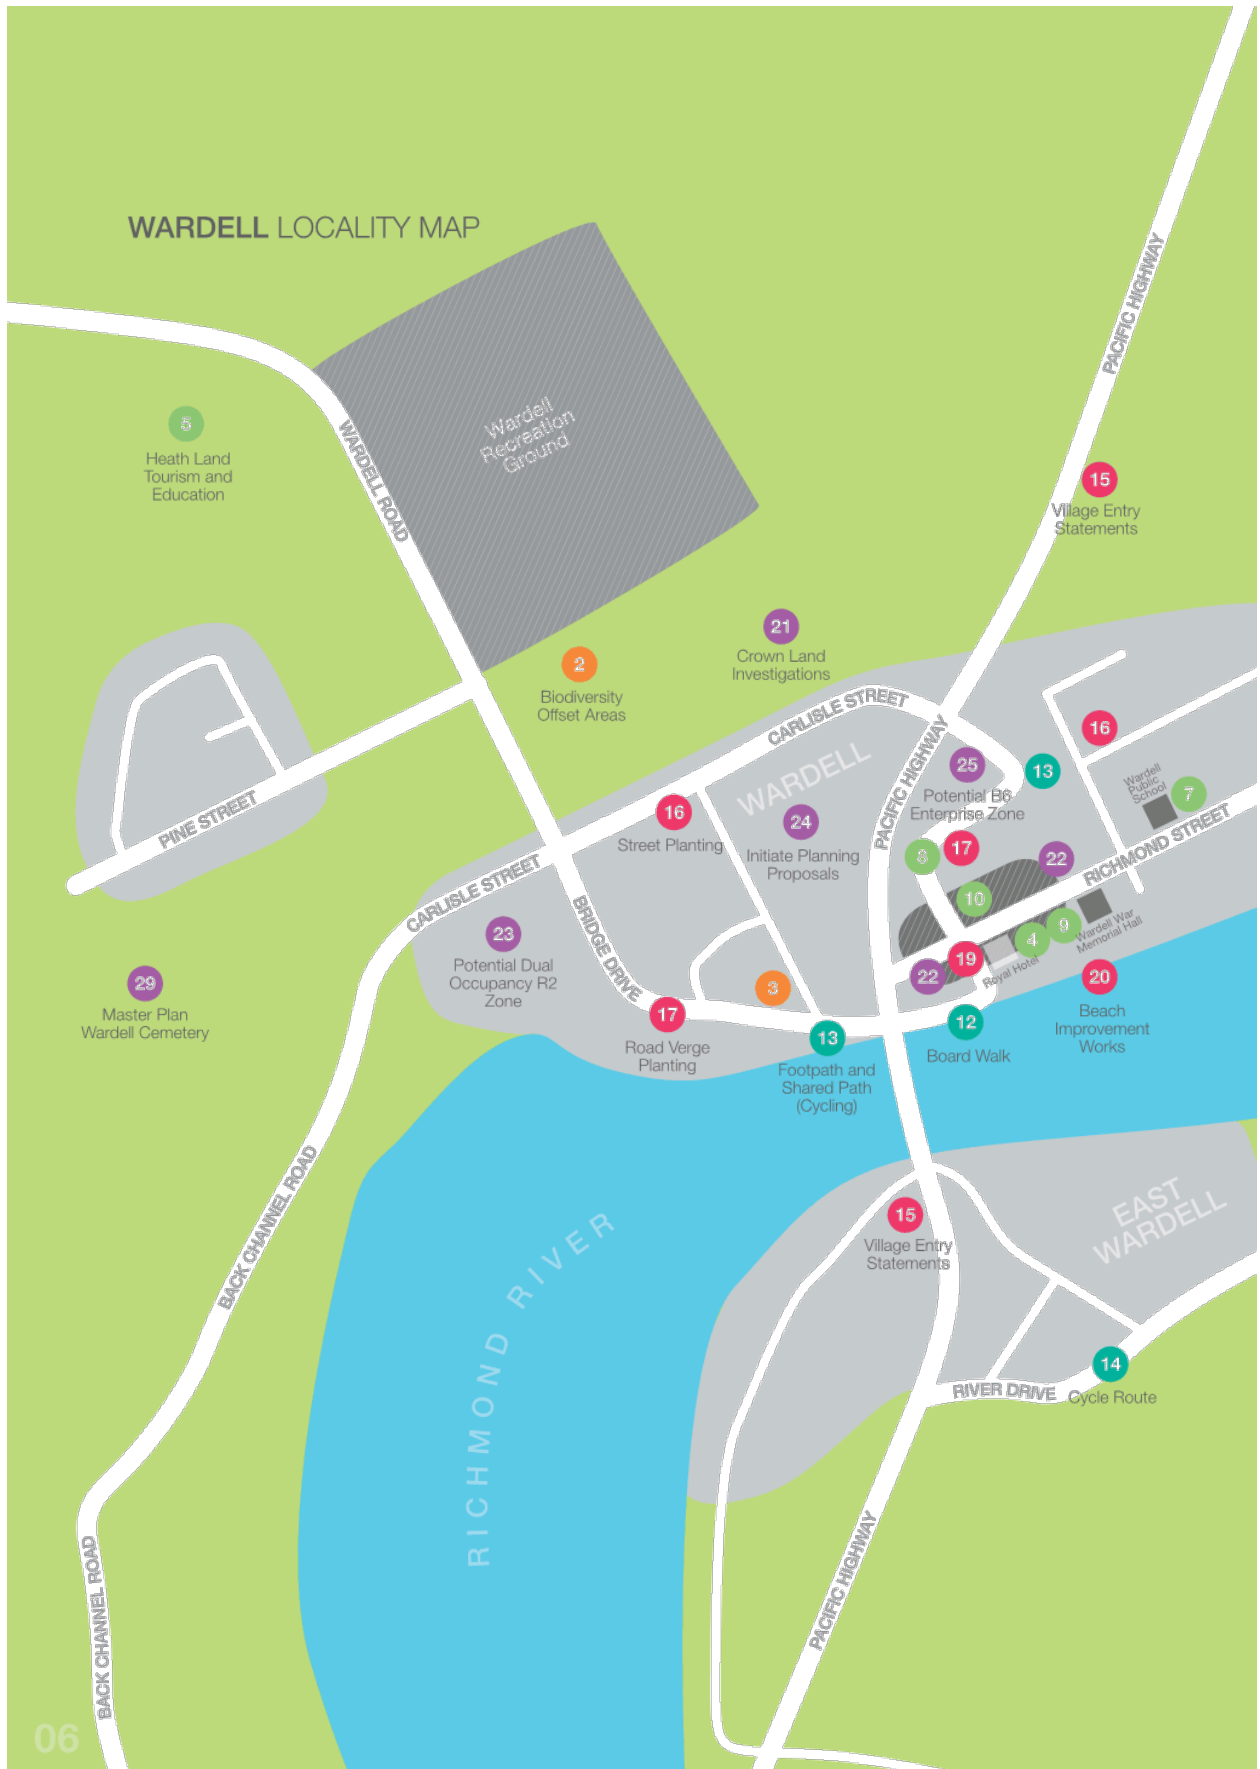 WARDELL LOCALITY MAP
PACIFIC HIGHWAY
Wardell
Recreation
Ground
5
Heath Land
Tourism and
Education
WARDELL ROAD
15
Village Entry
Statements
21
Crown Land
Investigations
2
Biodiversity
Offset Areas
CARLISLE STREET
WARDELL
PACIFIC HIGHWAY
16
25
Potential B6
Enterprise Zone
13
Wardell
Public
School
7
PINE STREET
16
Street Planting
24
Initiate Planning
Proposals
17
22
RICHMOND STREET
CARLISLE STREET
10
BRIDGE DRIVE
23
Potential Dual
Occupancy R2
Zone
4
9
Wardell War
Memorial Hall
19
22
Royal Hotel
29
Master Plan
Wardell Cemetery
3
20
Beach
Improvement
Works
17
Road Verge
Planting
13
Footpath and
Shared Path
(Cycling)
12
Board Walk
BACK CHANNEL ROAD
RICHMOND RIVER
15
Village Entry
Statements
EAST
WARDELL
14
Cycle Route
RIVER DRIVE
PACIFIC HIGHWAY
BACK CHANNEL ROAD
06